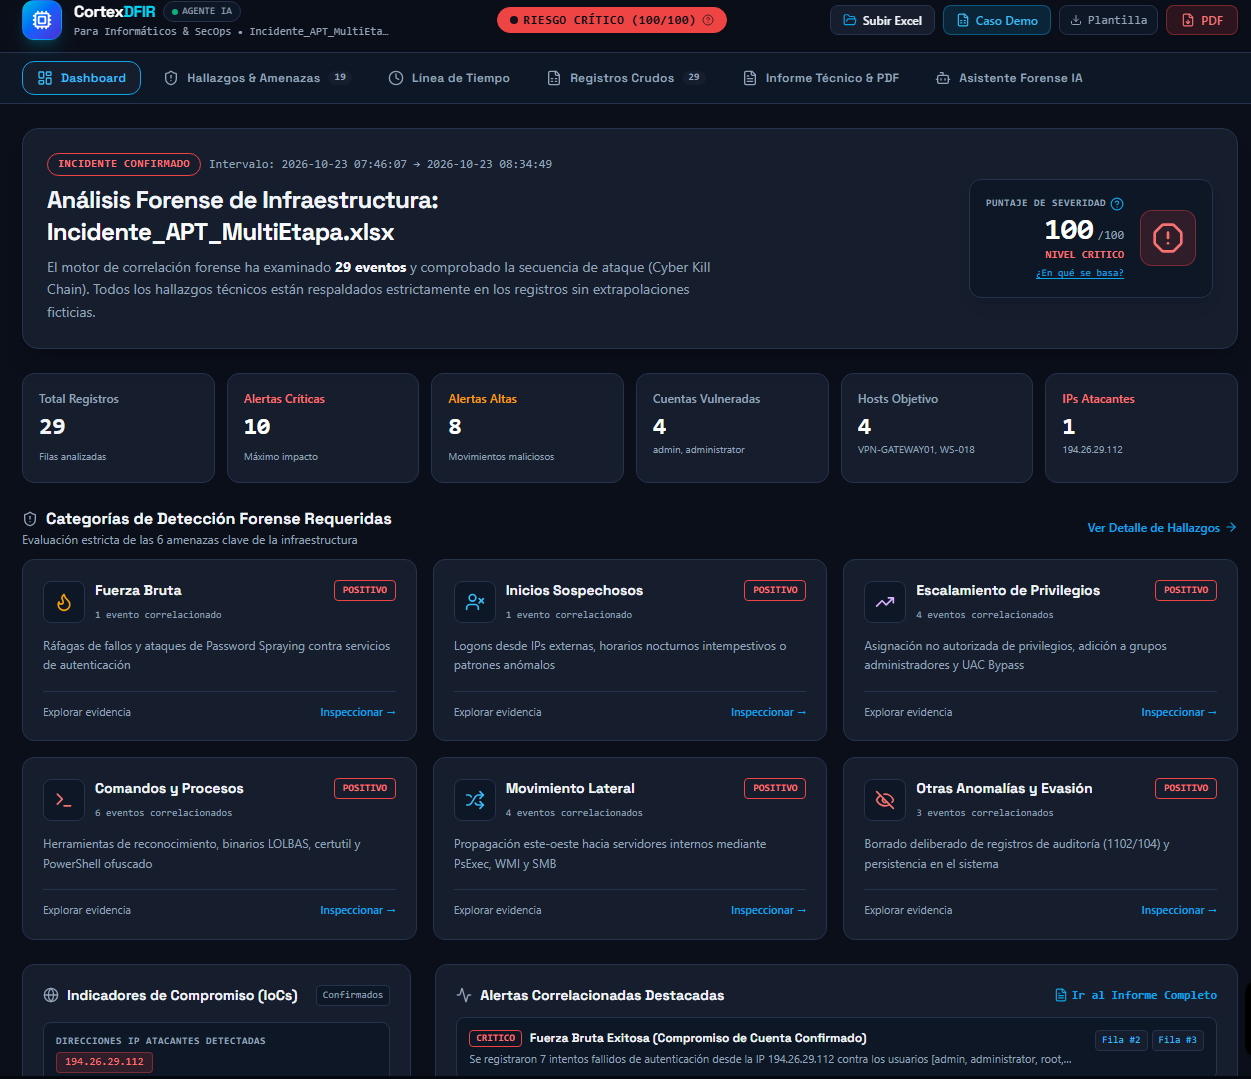 CortexDFIR
AGENTE IA
Para Informáticos & SecOps • Incidente_APT_MultiEta…
RIESGO CRÍTICO (100/100)
Subir Excel
Caso Demo
Plantilla
PDF
Dashboard
Hallazgos & Amenazas 19
Línea de Tiempo
Registros Crudos 29
Informe Técnico & PDF
Asistente Forense IA
INCIDENTE CONFIRMADO
Intervalo: 2026-10-23 07:46:07 → 2026-10-23 08:34:49
Análisis Forense de Infraestructura:
Incidente_APT_MultiEtapa.xlsx
El motor de correlación forense ha examinado 29 eventos y comprobado la secuencia de ataque (Cyber Kill
Chain). Todos los hallazgos técnicos están respaldados estrictamente en los registros sin extrapolaciones
ficticias.
PUNTAJE DE SEVERIDAD ?
100 /100
NIVEL CRITICO
¿En qué se basa?
Total Registros
29
Filas analizadas
Alertas Críticas
10
Máximo impacto
Alertas Altas
8
Movimientos maliciosos
Cuentas Vulneradas
4
admin, administrator
Hosts Objetivo
4
VPN-GATEWAY01, WS-018
IPs Atacantes
1
194.26.29.112
Categorías de Detección Forense Requeridas
Evaluación estricta de las 6 amenazas clave de la infraestructura
Ver Detalle de Hallazgos →
Fuerza Bruta
POSITIVO
1 evento correlacionado
Ráfagas de fallos y ataques de Password Spraying contra servicios
de autenticación
Explorar evidencia
Inspeccionar →
Inicios Sospechosos
POSITIVO
1 evento correlacionado
Logons desde IPs externas, horarios nocturnos intempestivos o
patrones anómalos
Explorar evidencia
Inspeccionar →
Escalamiento de Privilegios
POSITIVO
4 eventos correlacionados
Asignación no autorizada de privilegios, adición a grupos
administradores y UAC Bypass
Explorar evidencia
Inspeccionar →
Comandos y Procesos
POSITIVO
6 eventos correlacionados
Herramientas de reconocimiento, binarios LOLBAS, certutil y
PowerShell ofuscado
Explorar evidencia
Inspeccionar →
Movimiento Lateral
POSITIVO
4 eventos correlacionados
Propagación este-oeste hacia servidores internos mediante
PsExec, WMI y SMB
Explorar evidencia
Inspeccionar →
Otras Anomalías y Evasión
POSITIVO
3 eventos correlacionados
Borrado deliberado de registros de auditoría (1102/104) y
persistencia en el sistema
Explorar evidencia
Inspeccionar →
Indicadores de Compromiso (IoCs)
Confirmados
DIRECCIONES IP ATACANTES DETECTADAS
194.26.29.112
Alertas Correlacionadas Destacadas
Ir al Informe Completo
CRITICO
Fuerza Bruta Exitosa (Compromiso de Cuenta Confirmado)
Fila #2
Fila #3
Se registraron 7 intentos fallidos de autenticación desde la IP 194.26.29.112 contra los usuarios [admin, administrator, root,…